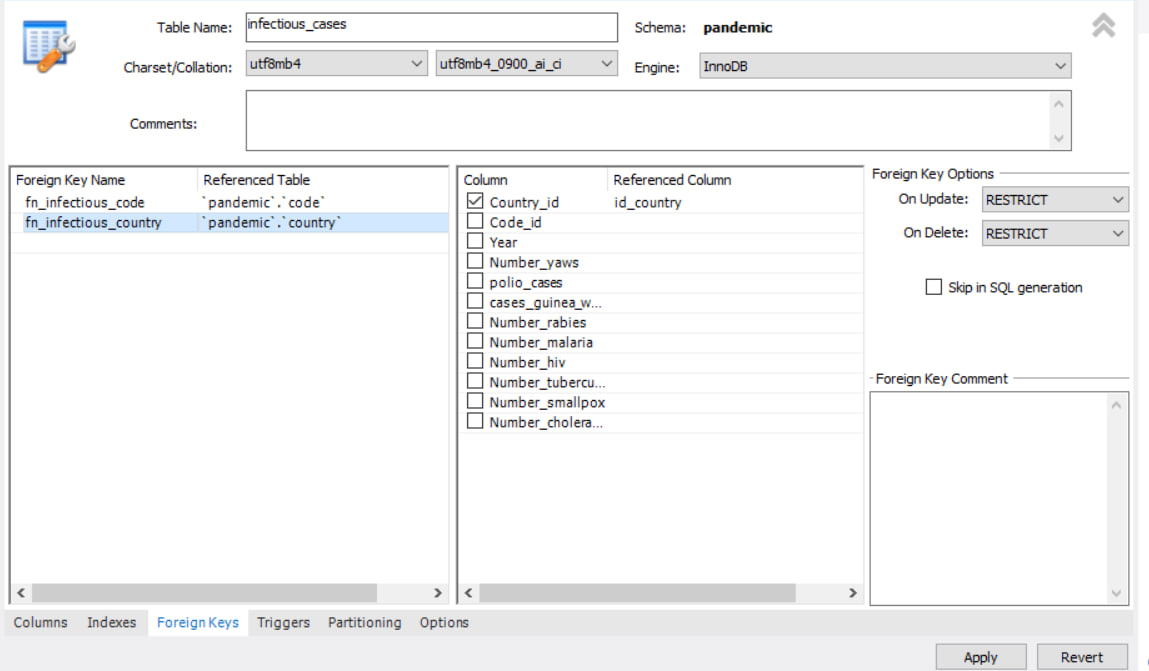 Table Name: infectious_cases Schema: pandemic
Charset/Collation: utf8mb4 utf8mb4_0900_ai_ci Engine: InnoDB
Comments:
Foreign Key Name Referenced Table
fn_infectious_code `pandemic`.`code`
fn_infectious_country `pandemic`.`country`
Column Referenced Column
Country_id id_country
Code_id
Year
Number_yaws
polio_cases
cases_guinea_w...
Number_rabies
Number_malaria
Number_hiv
Number_tubercu...
Number_smallpox
Number_cholera...
Foreign Key Options
On Update: RESTRICT
On Delete: RESTRICT
Skip in SQL generation
Foreign Key Comment
Columns Indexes Foreign Keys Triggers Partitioning Options
Apply Revert